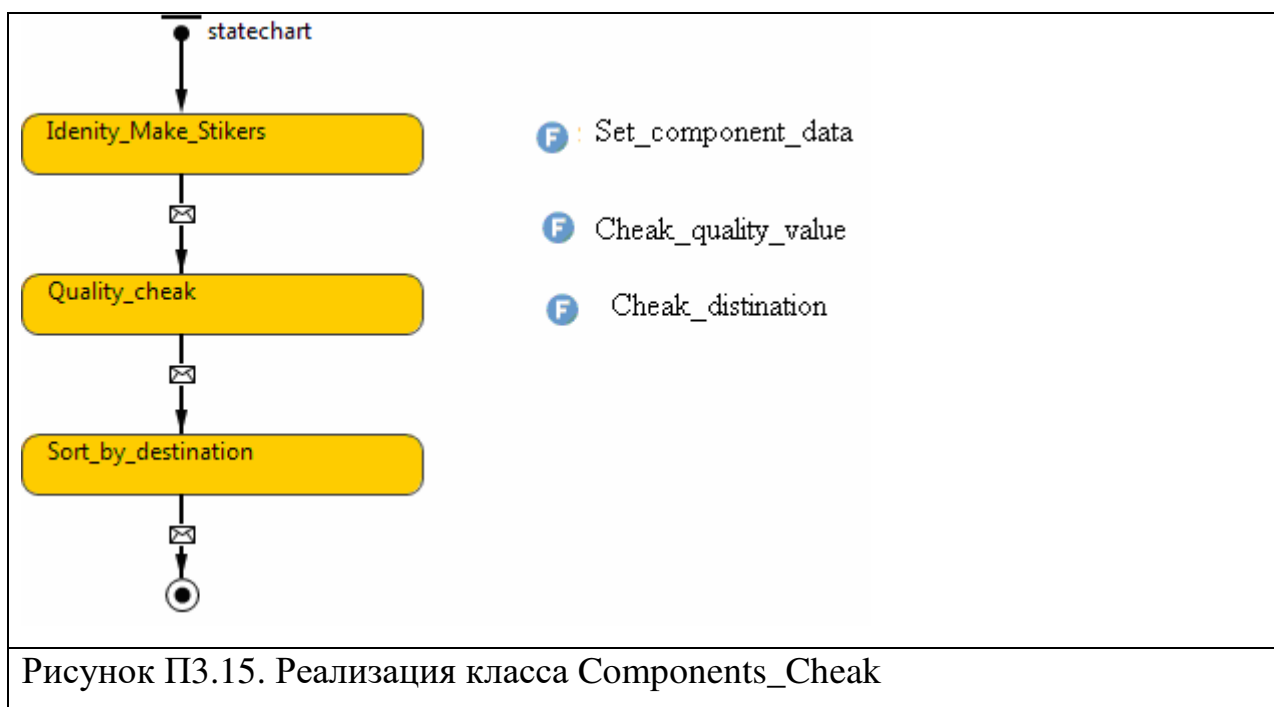 statechart
Idenity_Make_Stikers
F : Set_component_data
F Cheak_quality_value
Quality_cheak
F Cheak_distination
Sort_by_destination
Рисунок П3.15. Реализация класса Components_Cheak